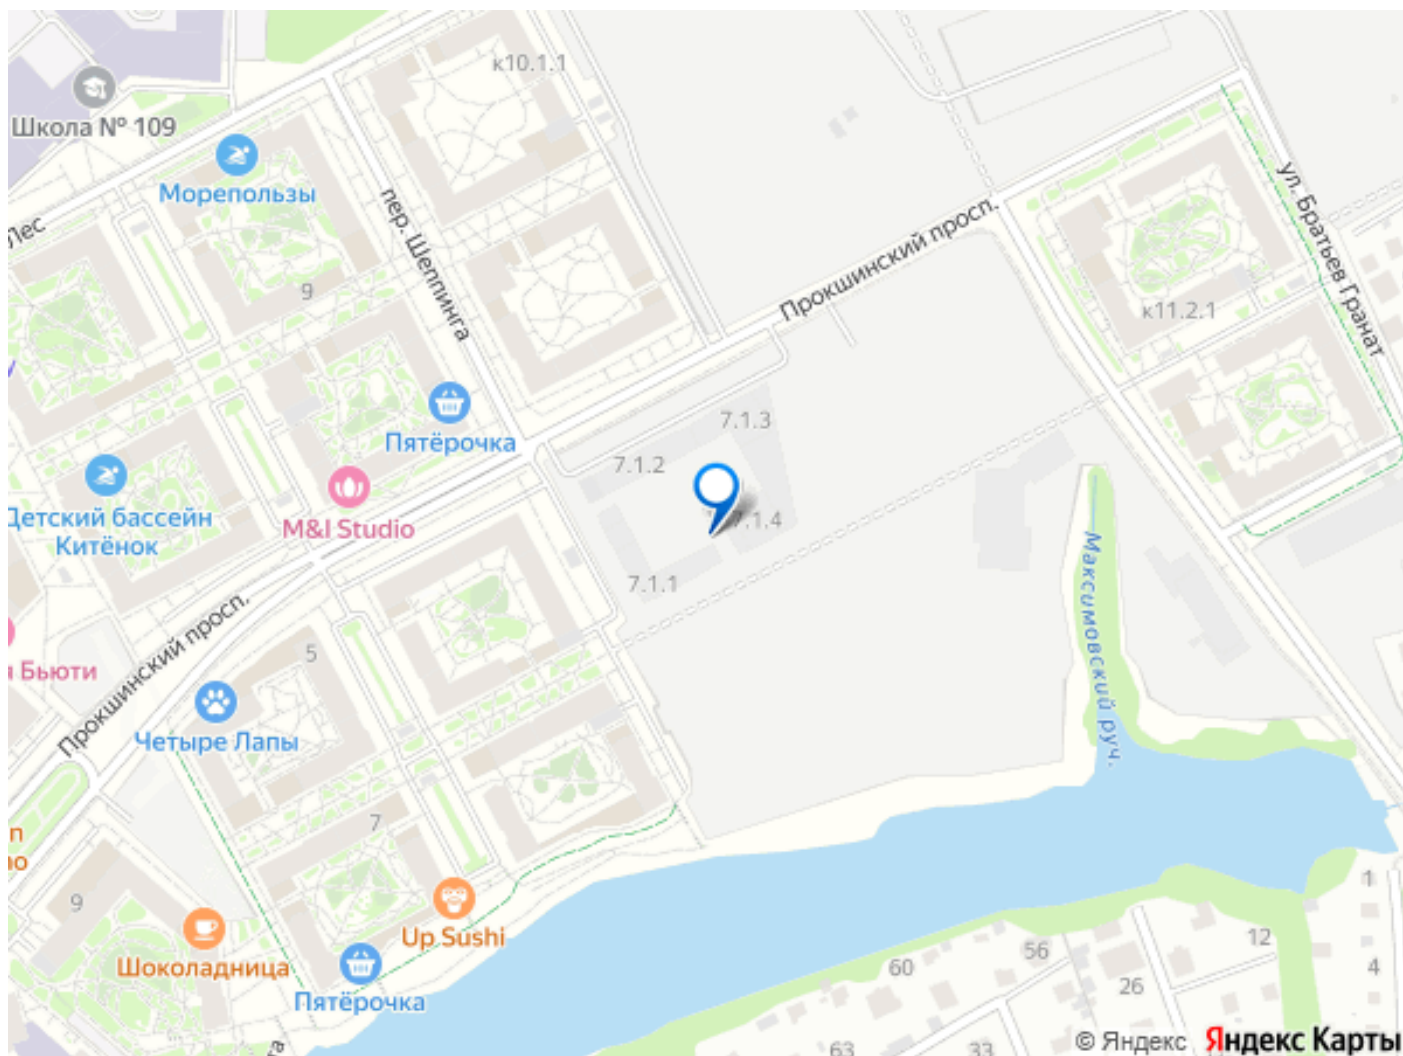 к10.1.1
Школа № 109
Морепользы
Лес
пер. Шеппинга
9
Прокшинский просп.
ул. Братьев Гранат
к11.2.1
Пятёрочка
7.1.3
7.1.2
M&I Studio
Детский бассейн
Китёнок
7.1.4
7.1.1
Максимовский руч.
Прокшинский просп.
5
Бьюти
Четыре Лапы
7
9
Up Sushi
Шоколадница
Пятёрочка
1
12
56
60
4
26
63
33
© Яндекс Яндекс Карты